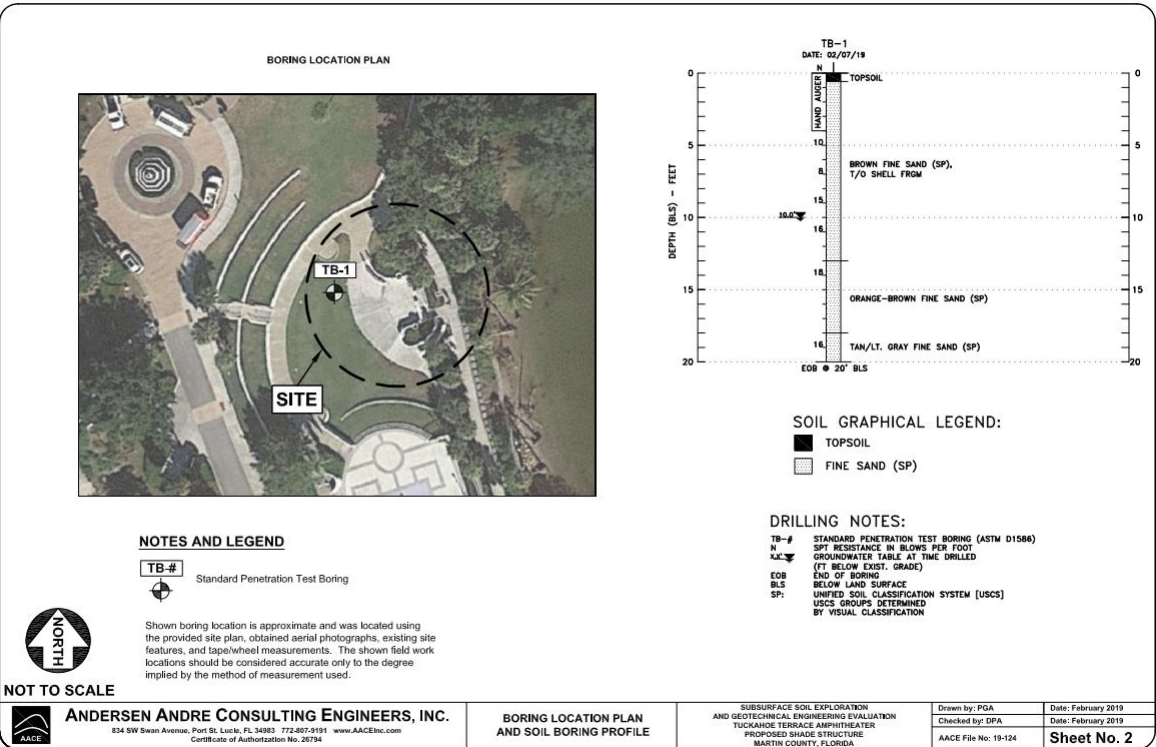 BORING LOCATION PLAN
TB-1
SITE
NOTES AND LEGEND
TB-#
Standard Penetration Test Boring
Shown boring location is approximate and was located using
the provided site plan, obtained aerial photographs, existing site
features, and tape/wheel measurements. The shown field work
locations should be considered accurate only to the degree
implied by the method of measurement used.
NORTH
NOT TO SCALE
TB-1
DATE: 02/07/19
N
0
0
TOPSOIL
HAND AUGER
5
10
5
8
BROWN FINE SAND (SP),
T/O SHELL FRGM
15
10
10.0'
10
16
18
15
15
ORANGE-BROWN FINE SAND (SP)
16
TAN/LT. GRAY FINE SAND (SP)
20
20
EOB @ 20' BLS
DEPTH (BLS) - FEET
SOIL GRAPHICAL LEGEND:
TOPSOIL
FINE SAND (SP)
DRILLING NOTES:
TB-# STANDARD PENETRATION TEST BORING (ASTM D1586)
N SPT RESISTANCE IN BLOWS PER FOOT
X.X' GROUNDWATER TABLE AT TIME DRILLED
(FT BELOW EXIST. GRADE)
EOB END OF BORING
BLS BELOW LAND SURFACE
SP: UNIFIED SOIL CLASSIFICATION SYSTEM [USCS]
USCS GROUPS DETERMINED
BY VISUAL CLASSIFICATION
AACE
ANDERSEN ANDRE CONSULTING ENGINEERS, INC.
834 SW Swan Avenue, Port St. Lucie, FL 34983 772-807-9191 www.AACEinc.com
Certificate of Authorization No. 26794
BORING LOCATION PLAN
AND SOIL BORING PROFILE
SUBSURFACE SOIL EXPLORATION
AND GEOTECHNICAL ENGINEERING EVALUATION
TUCKAHOE TERRACE AMPHITHEATER
PROPOSED SHADE STRUCTURE
MARTIN COUNTY, FLORIDA
Drawn by: PGA
Date: February 2019
Checked by: DPA
Date: February 2019
AACE File No: 19-124
Sheet No. 2